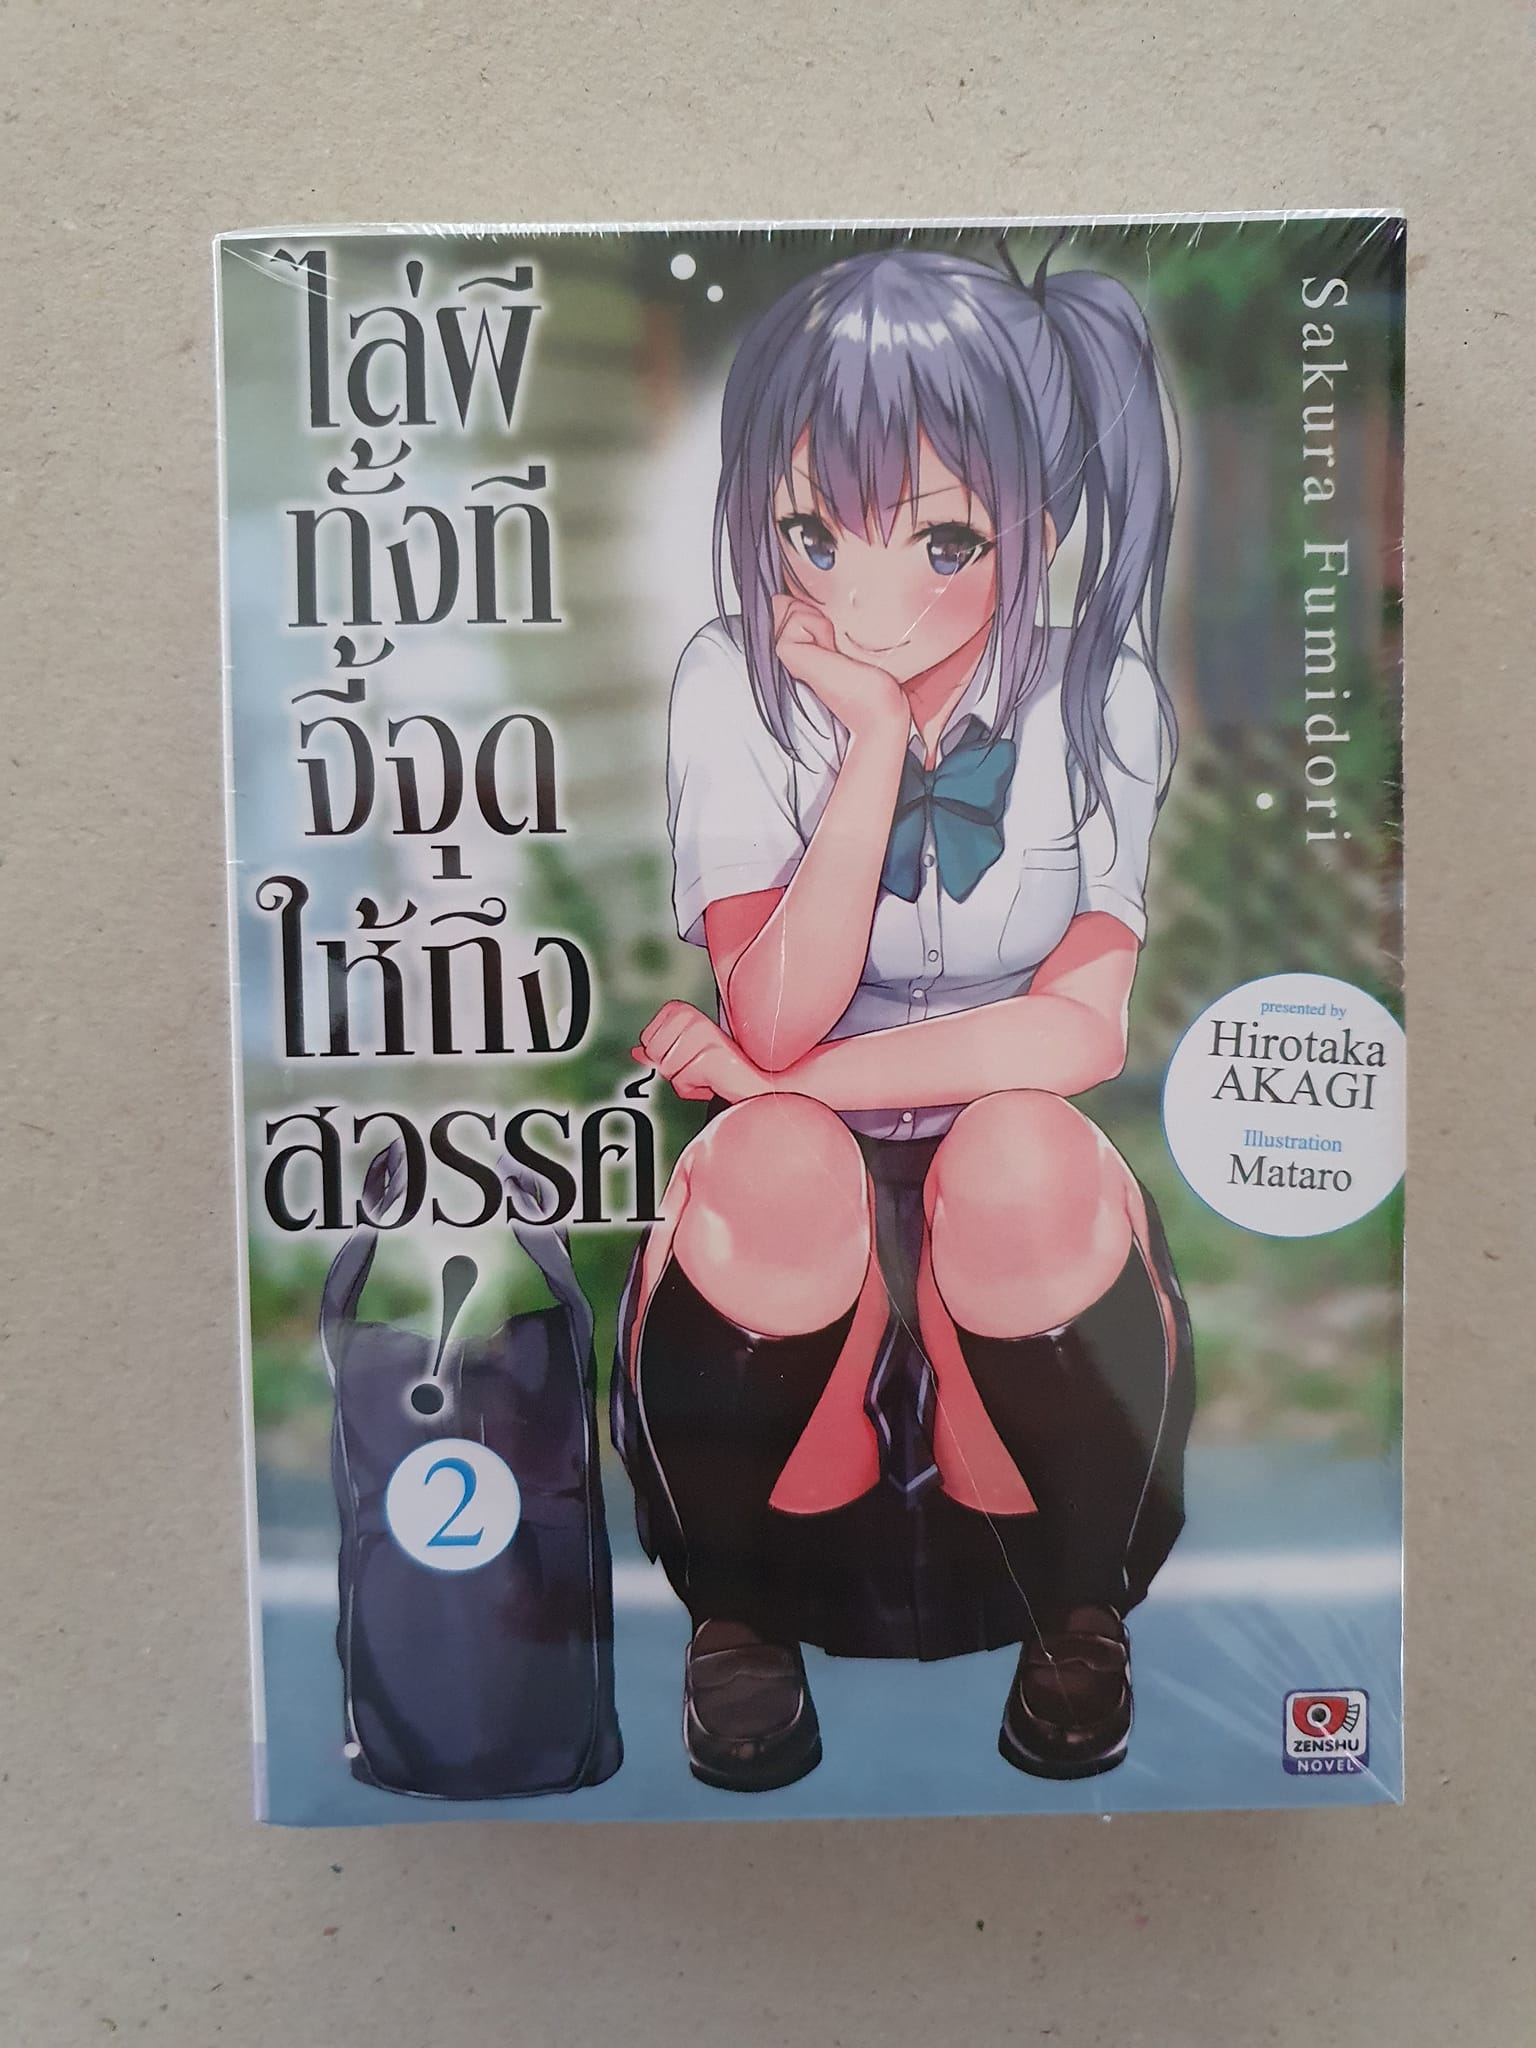 ไล่ผี
ทั้งที
จี้จุด
ให้ถึง
สวรรค์
!
2
Sakura Fumidori
presented by
Hirotaka
AKAGI
Illustration
Mataro
ZENSHU
NOVEL